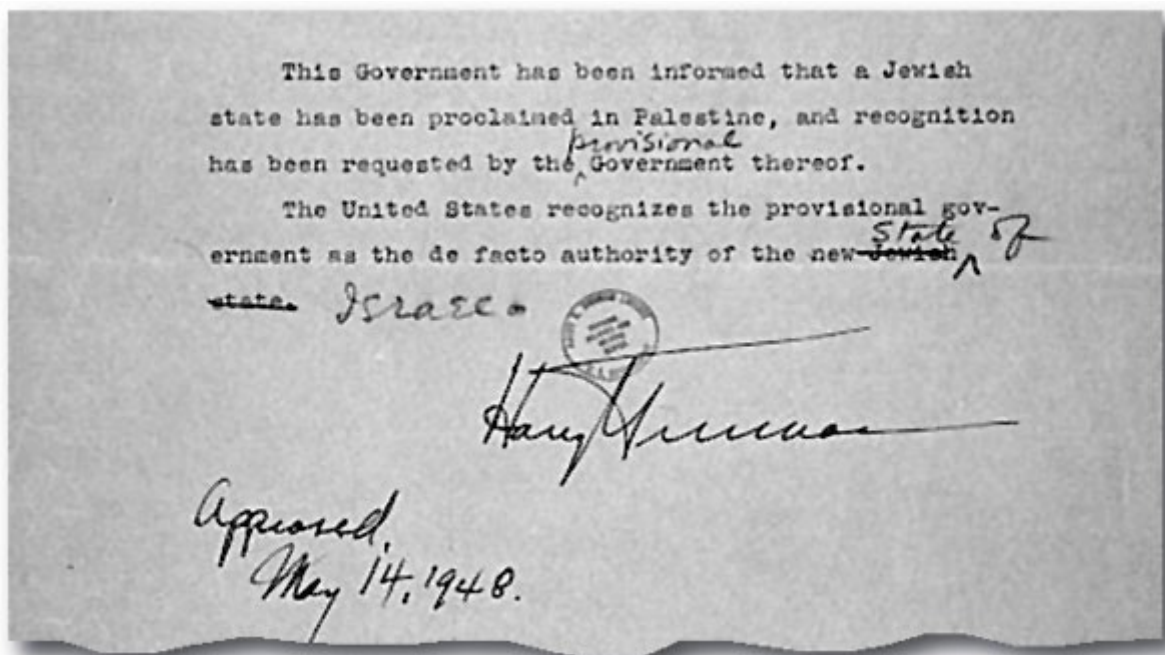 This Government has been informed that a Jewish
state has been proclaimed in Palestine, and recognition
provisional
has been requested by the Government thereof.
The United States recognizes the provisional gov-
State of
ernment as the de facto authority of the new Jewish
state. Israel.
Harry Truman
Approved,
May 14, 1948.